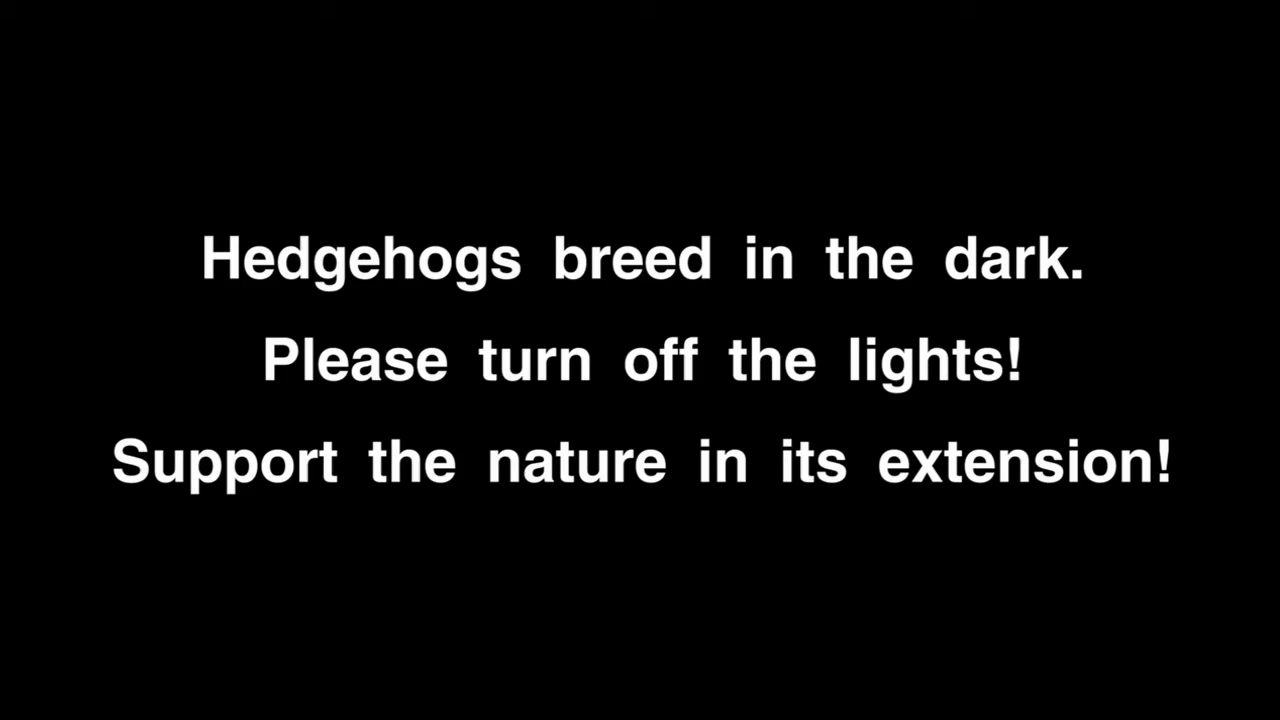 Hedgehogs breed in the dark.
Please turn off the lights!
Support the nature in its extension!